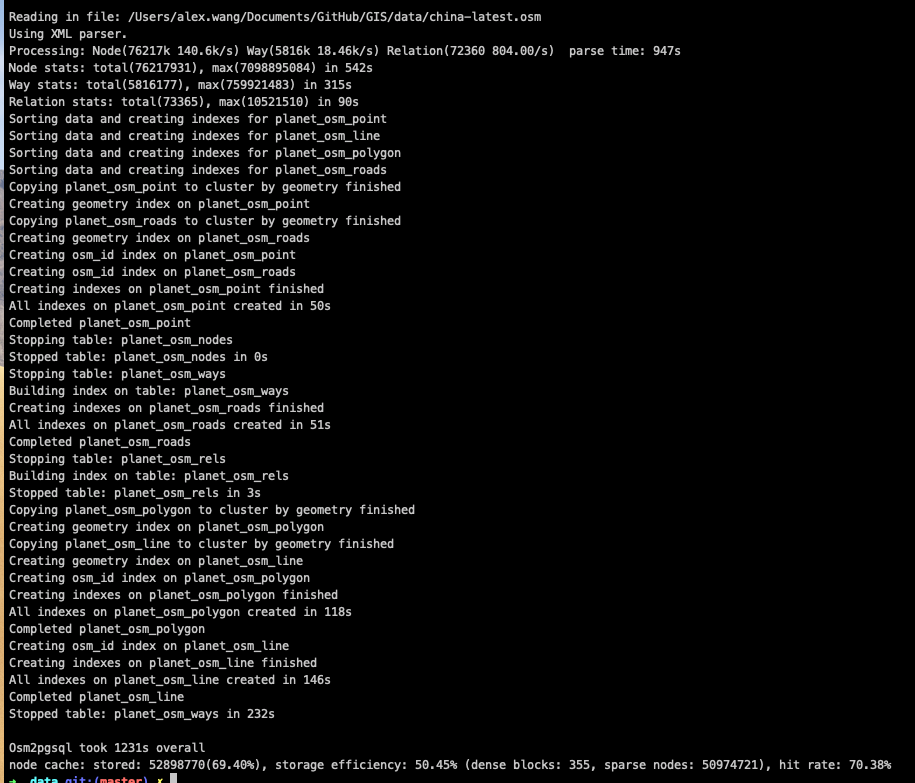 Reading in file: /Users/alex.wang/Documents/GitHub/GIS/data/china-latest.osm
Using XML parser.
Processing: Node(76217k 140.6k/s) Way(5816k 18.46k/s) Relation(72360 804.00/s)  parse time: 947s
Node stats: total(76217931), max(7098895084) in 542s
Way stats: total(5816177), max(759921483) in 315s
Relation stats: total(73365), max(10521510) in 90s
Sorting data and creating indexes for planet_osm_point
Sorting data and creating indexes for planet_osm_line
Sorting data and creating indexes for planet_osm_polygon
Sorting data and creating indexes for planet_osm_roads
Copying planet_osm_point to cluster by geometry finished
Creating geometry index on planet_osm_point
Copying planet_osm_roads to cluster by geometry finished
Creating geometry index on planet_osm_roads
Creating osm_id index on planet_osm_point
Creating osm_id index on planet_osm_roads
Creating indexes on planet_osm_point finished
All indexes on planet_osm_point created in 50s
Completed planet_osm_point
Stopping table: planet_osm_nodes
Stopped table: planet_osm_nodes in 0s
Stopping table: planet_osm_ways
Building index on table: planet_osm_ways
Creating indexes on planet_osm_roads finished
All indexes on planet_osm_roads created in 51s
Completed planet_osm_roads
Stopping table: planet_osm_rels
Building index on table: planet_osm_rels
Stopped table: planet_osm_rels in 3s
Copying planet_osm_polygon to cluster by geometry finished
Creating geometry index on planet_osm_polygon
Copying planet_osm_line to cluster by geometry finished
Creating geometry index on planet_osm_line
Creating osm_id index on planet_osm_polygon
Creating indexes on planet_osm_polygon finished
All indexes on planet_osm_polygon created in 118s
Completed planet_osm_polygon
Creating osm_id index on planet_osm_line
Creating indexes on planet_osm_line finished
All indexes on planet_osm_line created in 146s
Completed planet_osm_line
Stopped table: planet_osm_ways in 232s
Osm2pgsql took 1231s overall
node cache: stored: 52898770(69.40%), storage efficiency: 50.45% (dense blocks: 355, sparse nodes: 50974721), hit rate: 70.38%
➜  data git:(master) ✗